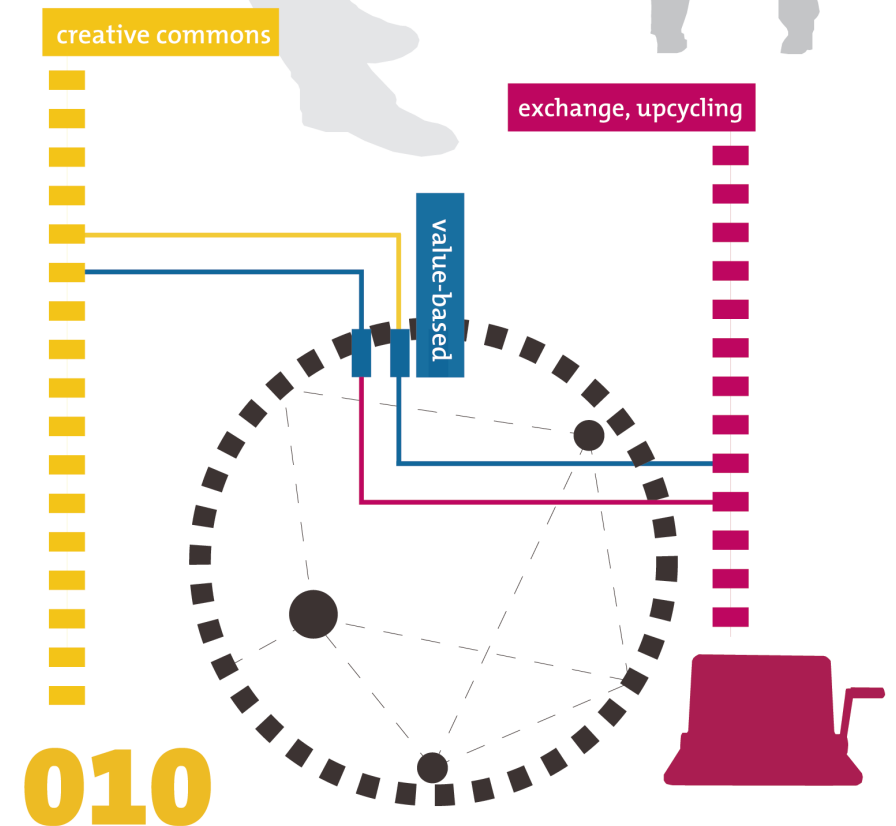 creative commons
exchange, upcycling
value-based
010